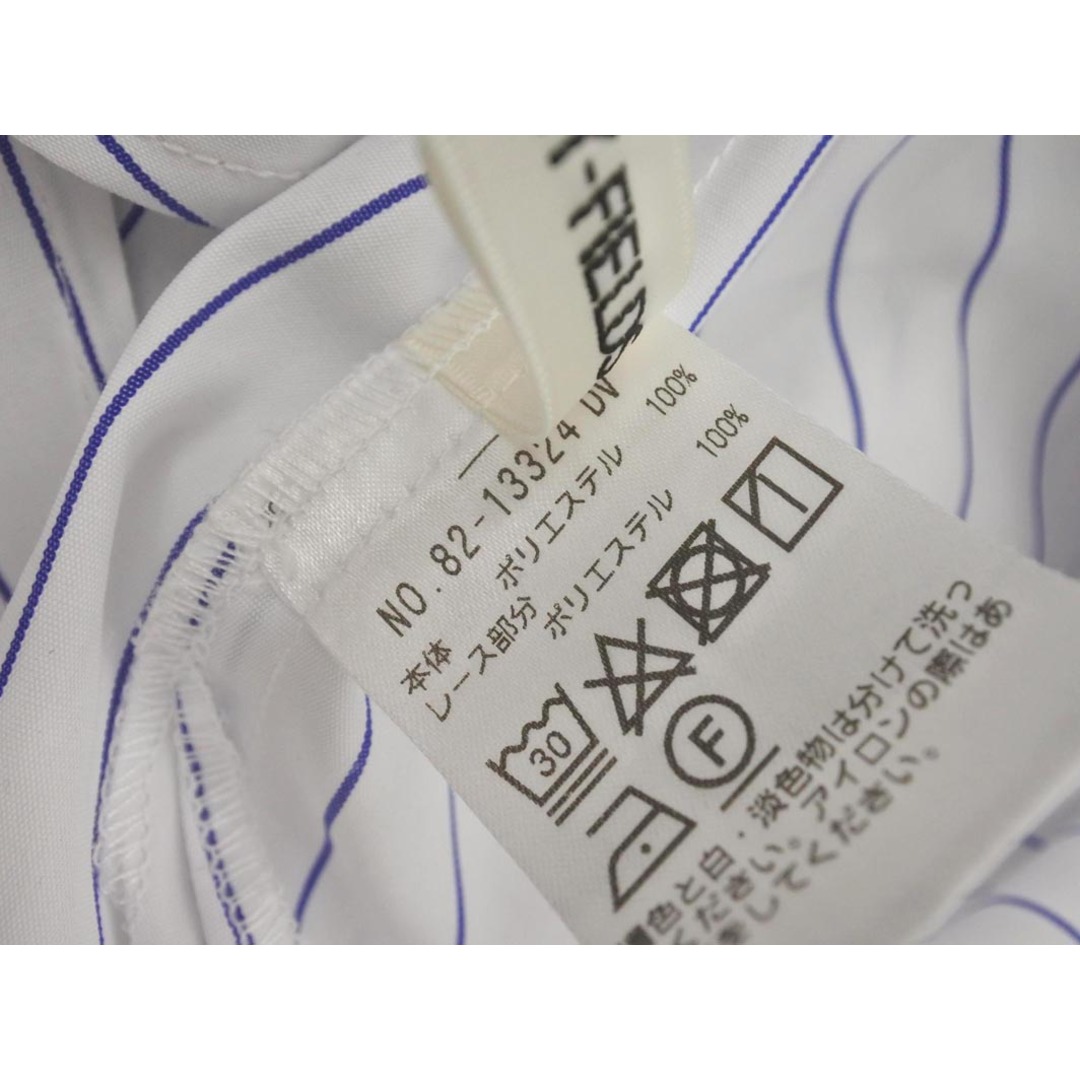 -FIELD
NO.82-13324 DV
本体 ポリエステル 100%
レース部分 ポリエステル 100%
30
F
色と白・淡色物は分けて洗っ
ください。アイロンの際はあ
をしてください。